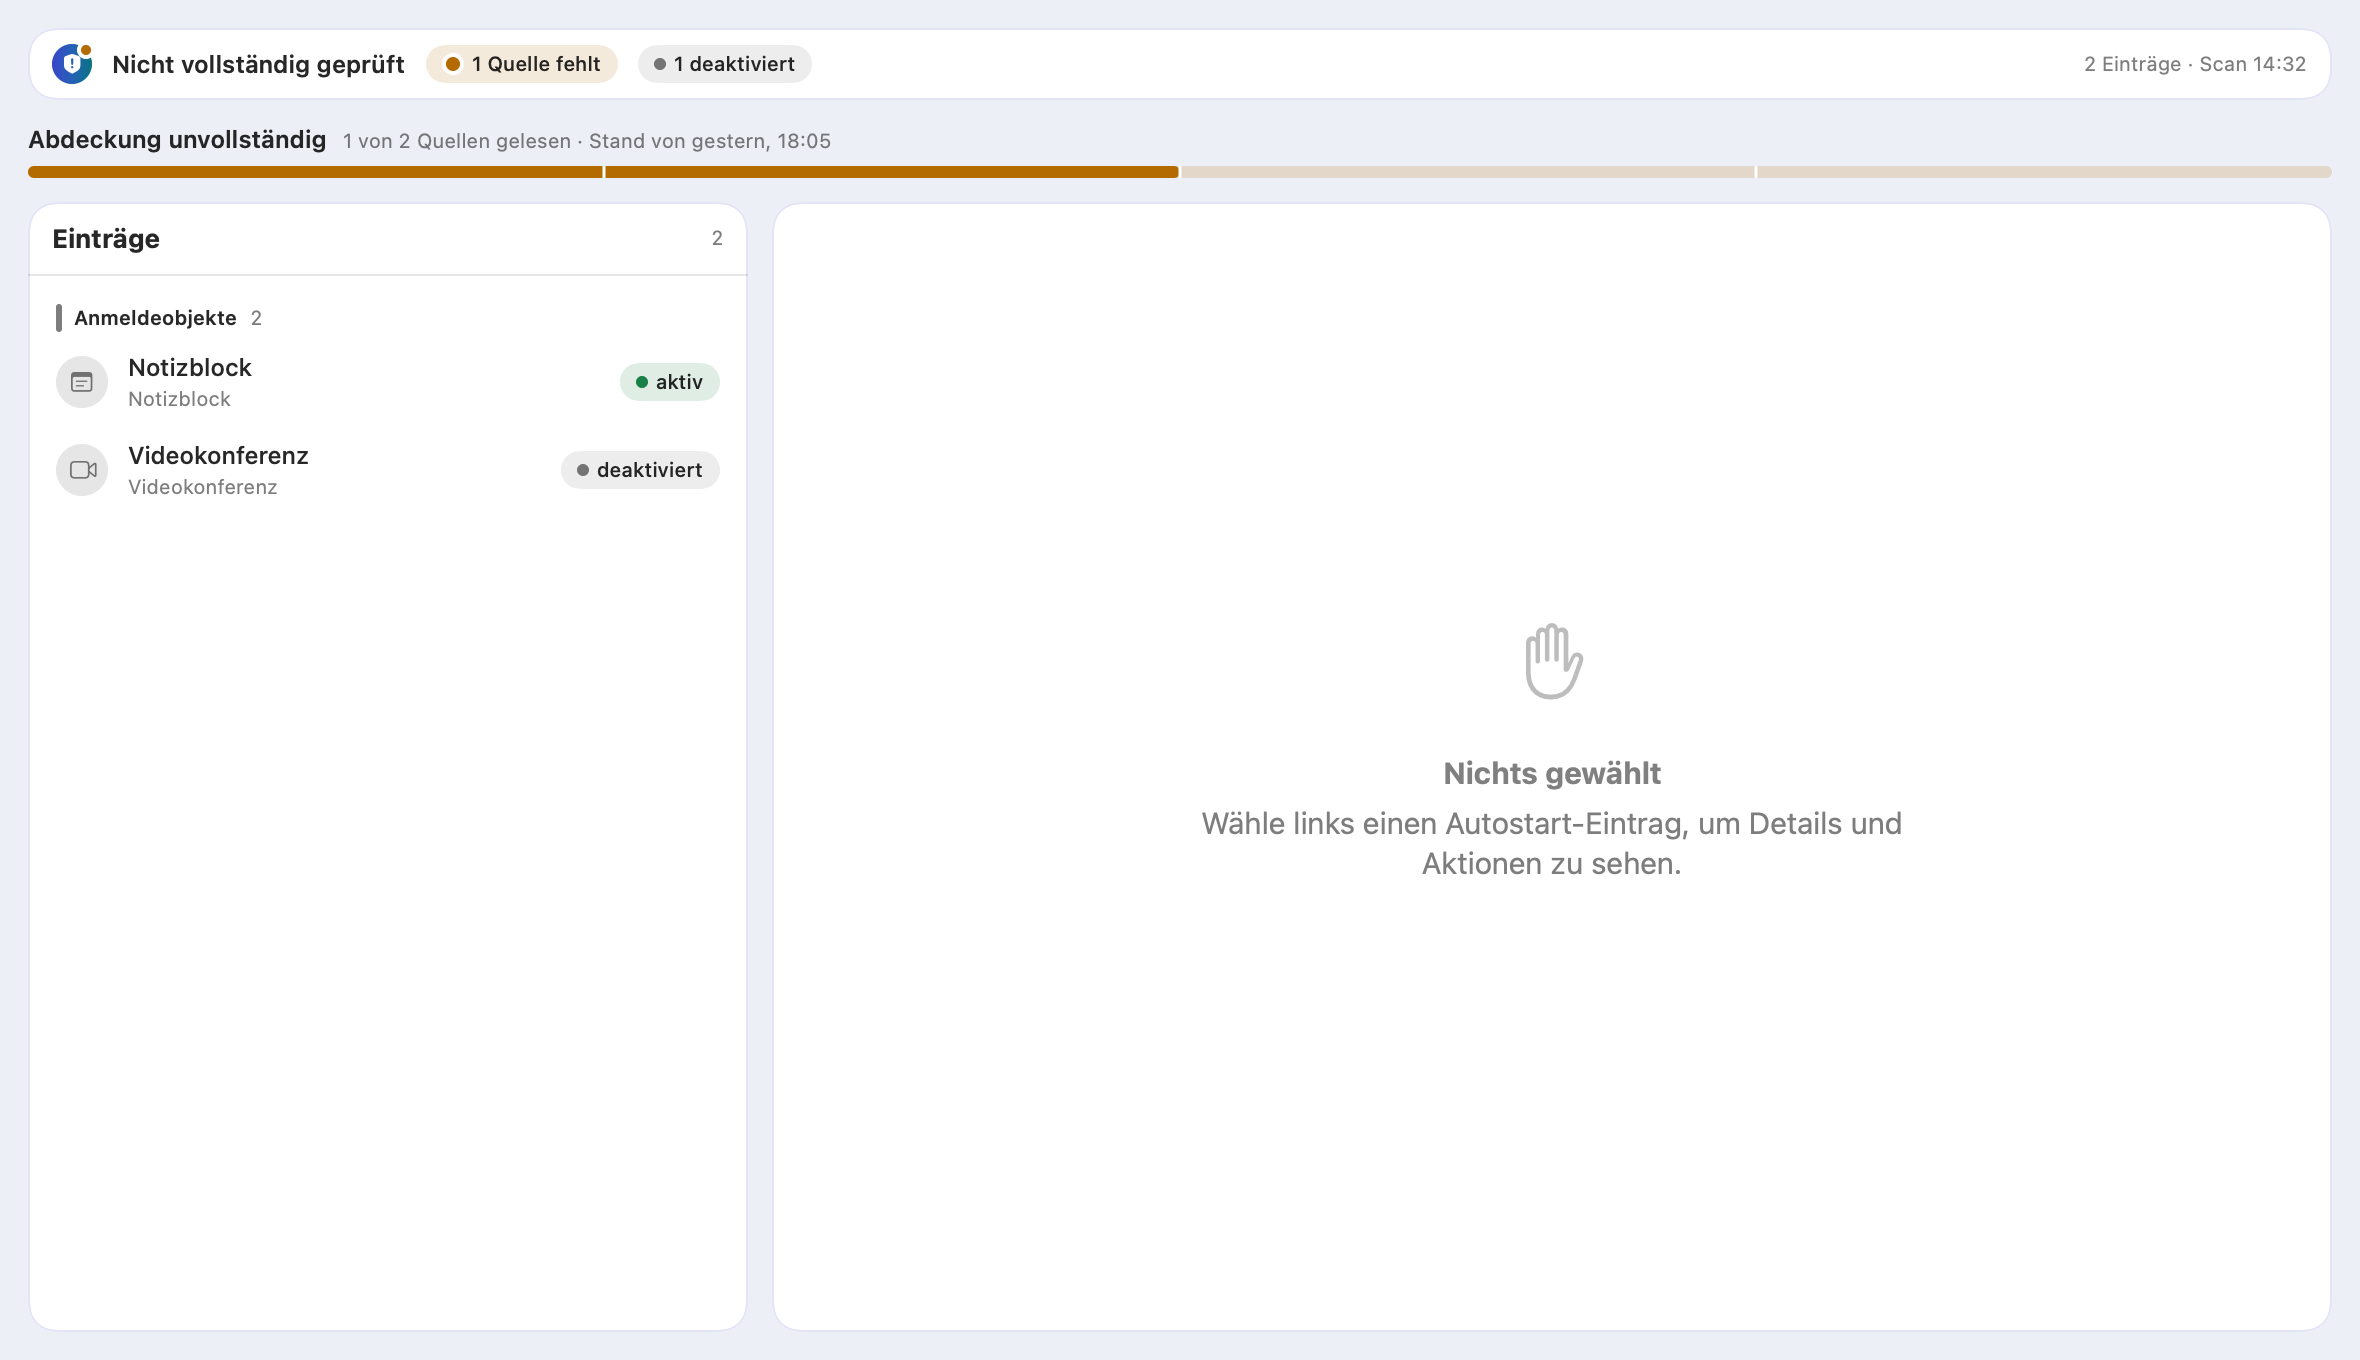 Nicht vollständig geprüft
1 Quelle fehlt
1 deaktiviert
2 Einträge · Scan 14:32
Abdeckung unvollständig
1 von 2 Quellen gelesen · Stand von gestern, 18:05
Einträge
2
Anmeldeobjekte 2
Notizblock
Notizblock
aktiv
Videokonferenz
Videokonferenz
deaktiviert
Nichts gewählt
Wähle links einen Autostart-Eintrag, um Details und
Aktionen zu sehen.